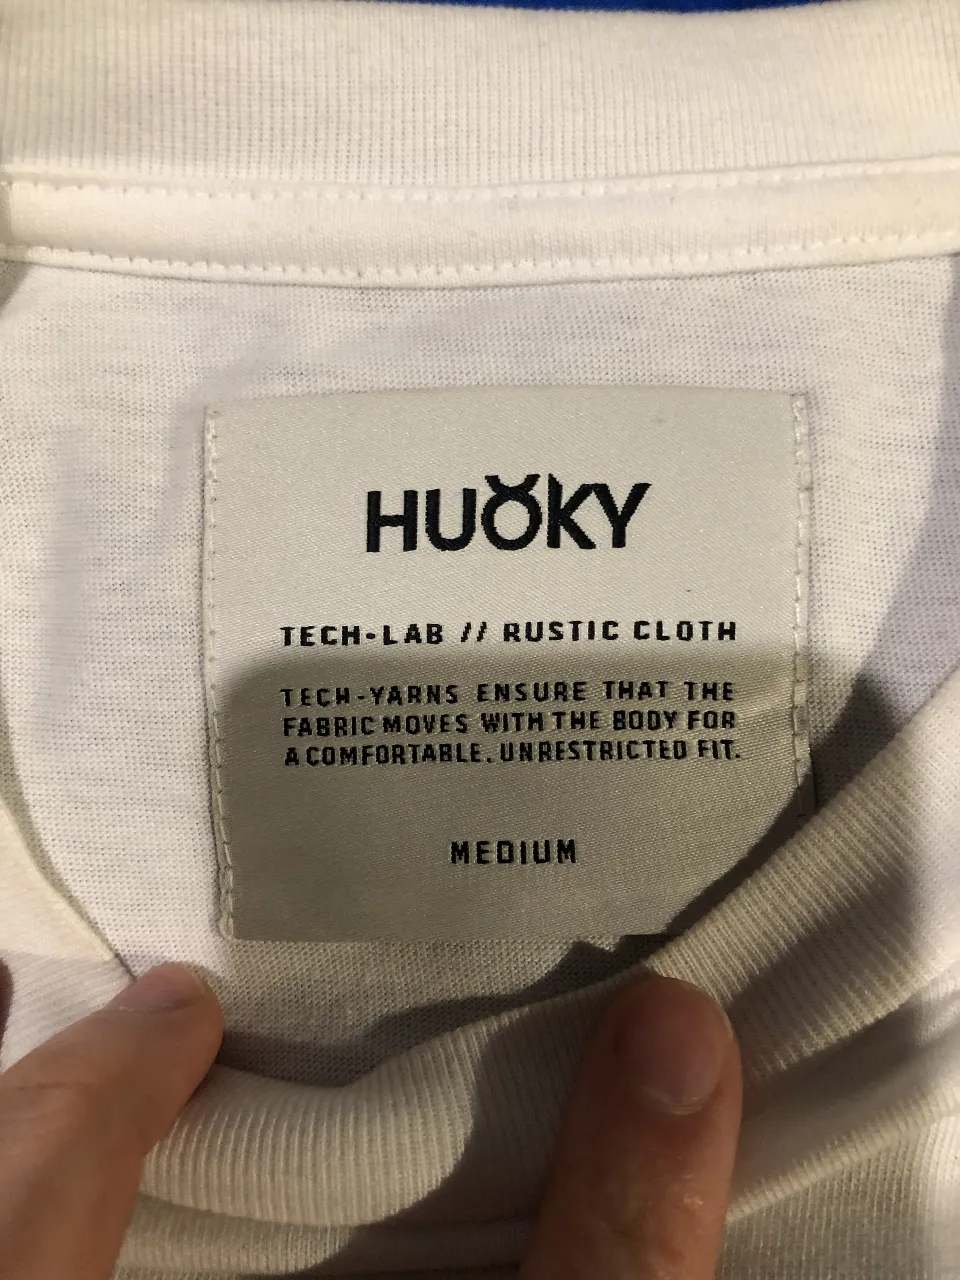 HUOKY
TECH-LAB // RUSTIC CLOTH
TECH-YARNS ENSURE THAT THE
FABRIC MOVES WITH THE BODY FOR
A COMFORTABLE, UNRESTRICTED FIT.
MEDIUM